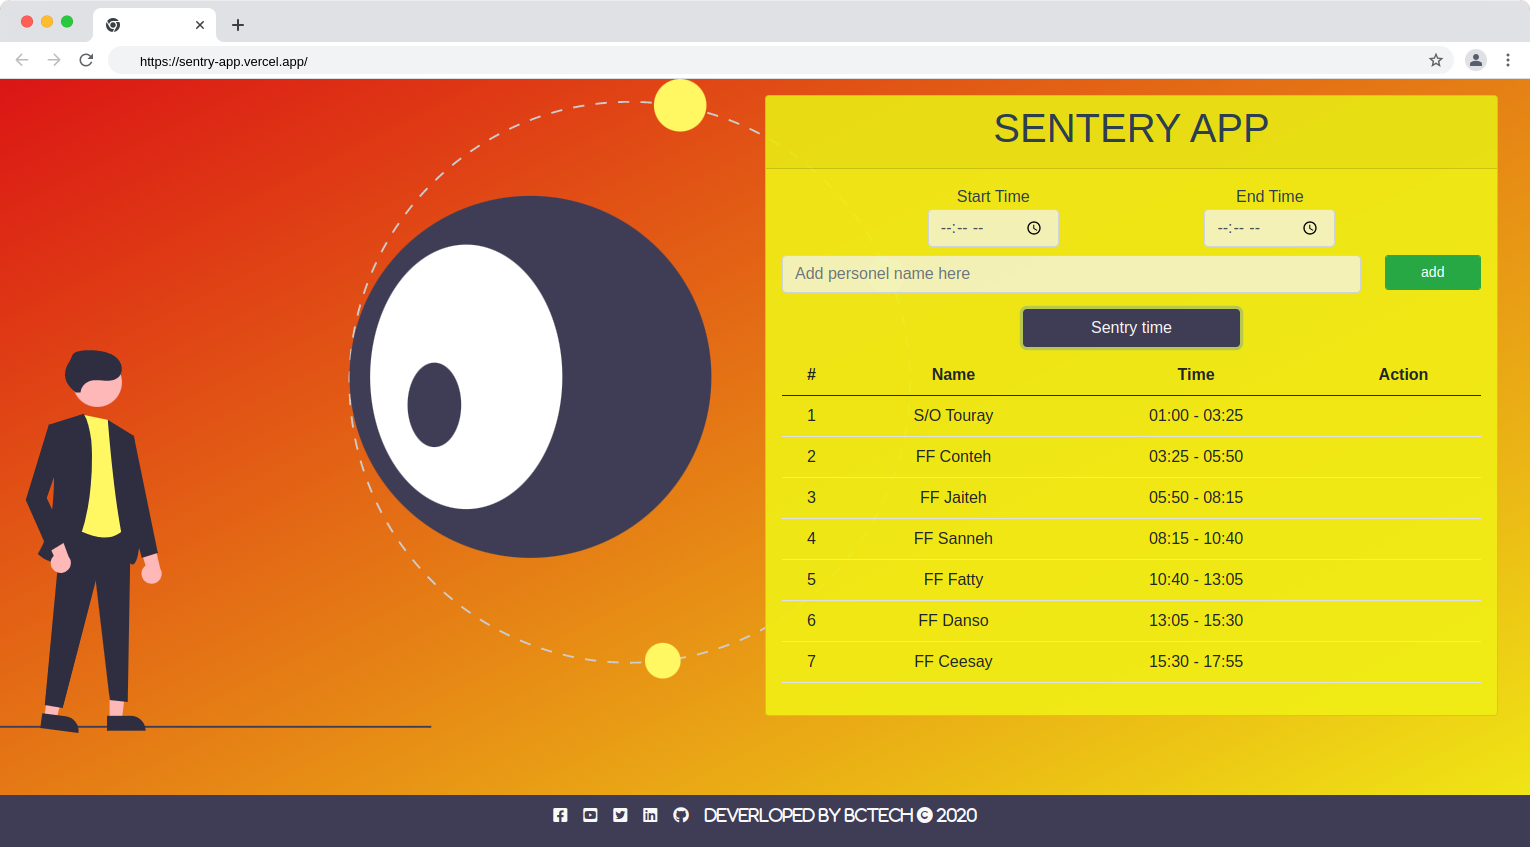 https://sentry-app.vercel.app/
SENTERY APP
Start Time End Time
--:-- -- --:-- --
Add personel name here add
Sentry time
# Name Time Action
1 S/O Touray 01:00 - 03:25
2 FF Conteh 03:25 - 05:50
3 FF Jaiteh 05:50 - 08:15
4 FF Sanneh 08:15 - 10:40
5 FF Fatty 10:40 - 13:05
6 FF Danso 13:05 - 15:30
7 FF Ceesay 15:30 - 17:55
DEVERLOPED BY BCTECH © 2020